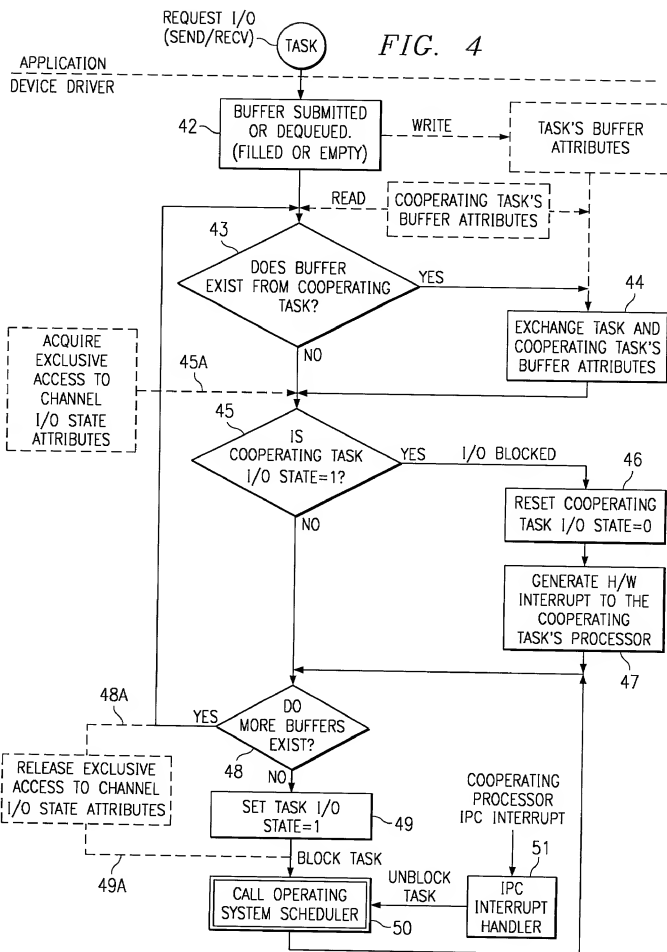 REQUEST I/O
(SEND/RECV)
TASK
FIG. 4
APPLICATION
DEVICE DRIVER
42
BUFFER SUBMITTED
OR DEQUEUED.
(FILLED OR EMPTY)
WRITE
TASK'S BUFFER
ATTRIBUTES
READ
COOPERATING TASK'S
BUFFER ATTRIBUTES
43
DOES BUFFER
EXIST FROM COOPERATING
TASK?
YES
44
EXCHANGE TASK AND
COOPERATING TASK'S
BUFFER ATTRIBUTES
NO
ACQUIRE
EXCLUSIVE
ACCESS TO
CHANNEL
I/O STATE
ATTRIBUTES
45A
45
IS
COOPERATING TASK
I/O STATE=1?
YES
I/O BLOCKED
46
RESET COOPERATING
TASK I/O STATE=0
NO
GENERATE H/W
INTERRUPT TO THE
COOPERATING
TASK'S PROCESSOR
47
48A
YES
DO
MORE BUFFERS
EXIST?
48
NO
RELEASE EXCLUSIVE
ACCESS TO CHANNEL
I/O STATE ATTRIBUTES
SET TASK I/O
STATE=1
49
COOPERATING
PROCESSOR
IPC INTERRUPT
49A
BLOCK TASK
51
UNBLOCK
TASK
IPC
INTERRUPT
HANDLER
CALL OPERATING
SYSTEM SCHEDULER
50